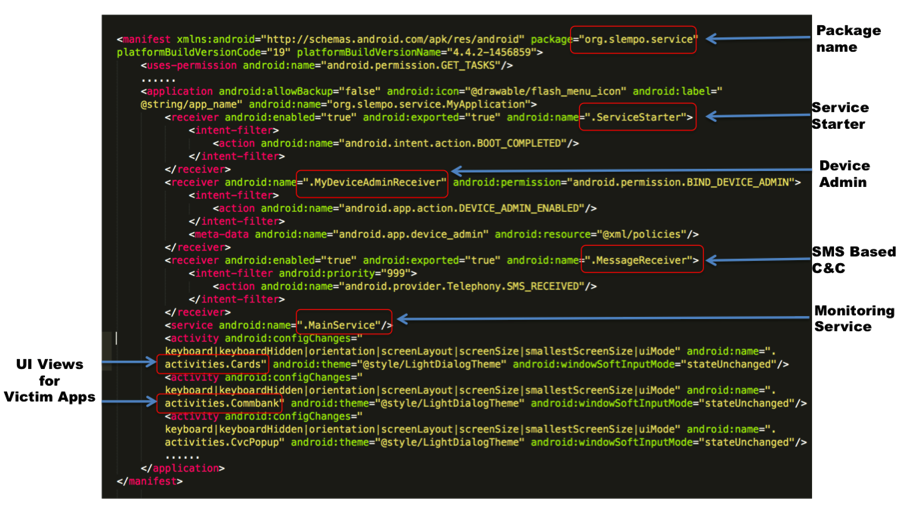 <manifest xmlns:android="http://schemas.android.com/apk/res/android" package="org.slempo.service"
platformBuildVersionCode="19" platformBuildVersionName="4.4.2-1456859">
<uses-permission android:name="android.permission.GET_TASKS"/>
......
<application android:allowBackup="false" android:icon="@drawable/flash_menu_icon" android:label="
@string/app_name" android:name="org.slempo.service.MyApplication">
<receiver android:enabled="true" android:exported="true" android:name=".ServiceStarter">
<intent-filter>
<action android:name="android.intent.action.BOOT_COMPLETED"/>
</intent-filter>
</receiver>
<receiver android:name=".MyDeviceAdminReceiver" android:permission="android.permission.BIND_DEVICE_ADMIN">
<intent-filter>
<action android:name="android.app.action.DEVICE_ADMIN_ENABLED"/>
</intent-filter>
<meta-data android:name="android.app.device_admin" android:resource="@xml/policies"/>
</receiver>
<receiver android:enabled="true" android:exported="true" android:name=".MessageReceiver">
<intent-filter android:priority="999">
<action android:name="android.provider.Telephony.SMS_RECEIVED"/>
</intent-filter>
</receiver>
<service android:name=".MainService"/>
<activity android:configChanges="
keyboard|keyboardHidden|orientation|screenLayout|screenSize|smallestScreenSize|uiMode" android:name=".
activities.Cards" android:theme="@style/LightDialogTheme" android:windowSoftInputMode="stateUnchanged"/>
<activity android:configChanges="
keyboard|keyboardHidden|orientation|screenLayout|screenSize|smallestScreenSize|uiMode" android:name=".
activities.Commbank" android:theme="@style/LightDialogTheme" android:windowSoftInputMode="stateUnchanged"/>
<activity android:configChanges="
keyboard|keyboardHidden|orientation|screenLayout|screenSize|smallestScreenSize|uiMode" android:name=".
activities.CvcPopup" android:theme="@style/LightDialogTheme" android:windowSoftInputMode="stateUnchanged"/>
......
</application>
</manifest>
Package
name
Service
Starter
Device
Admin
SMS Based
C&C
Monitoring
Service
UI Views
for
Victim Apps